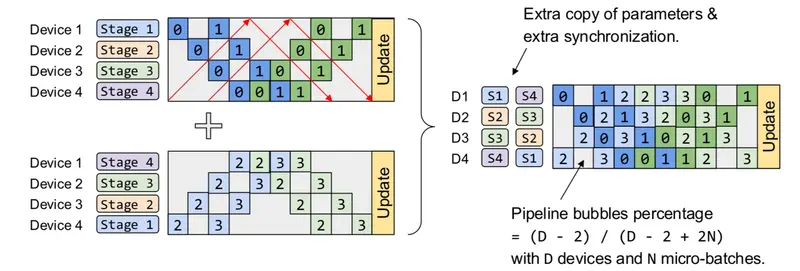 Device 1 Stage 1 0 1 0 1
Device 2 Stage 2 0 1 0 1
Device 3 Stage 3 0 1 0 0 1
Device 4 Stage 4 0 0 1 1
Update
Device 1 Stage 4 2 2 3 3
Device 2 Stage 3 2 3 2 3
Device 3 Stage 2 2 3 2 3
Device 4 Stage 1 2 3 2 3
Update
Extra copy of parameters &
extra synchronization.
D1 S1 S4 0 1 2 2 3 3 0 1
D2 S2 S3 0 2 1 3 2 0 3 1
D3 S3 S2 2 0 3 1 0 2 1 3
D4 S4 S1 2 3 0 0 1 1 2 3
Update
Pipeline bubbles percentage
= (D - 2) / (D - 2 + 2N)
with D devices and N micro-batches.